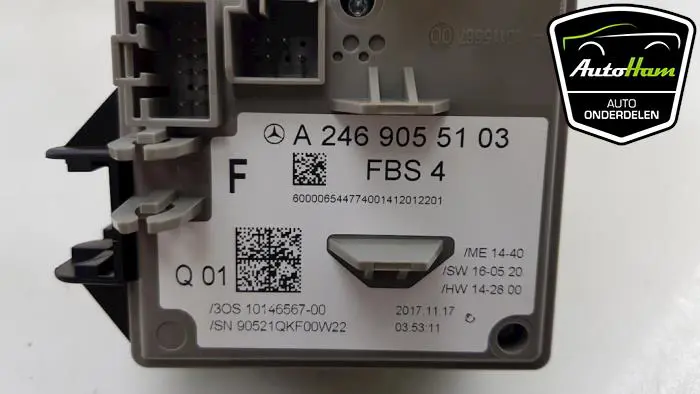 AutoHam
AUTO
ONDERDELEN
A 246 905 51 03
F
FBS 4
6000065447740014120122​01
Q 01
/ME 14-40
/SW 16-05 20
/HW 14-28 00
/3OS 10146567-00
2017.11.17
/SN 90521QKF00W22
03.53:11